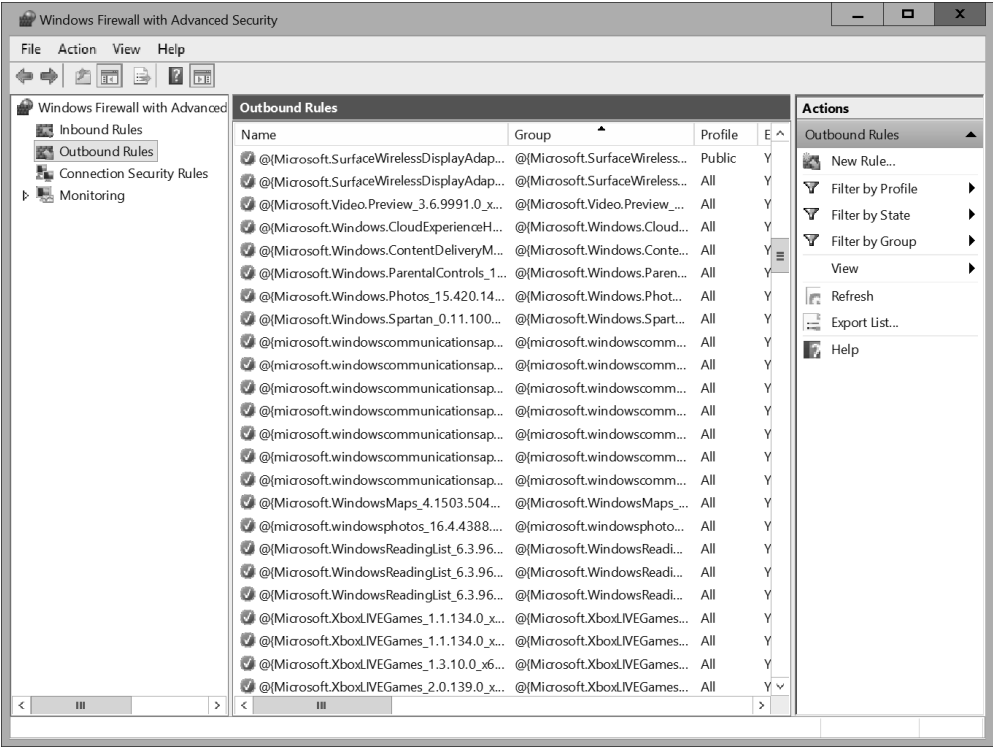 Windows Firewall with Advanced Security
File Action View Help
Windows Firewall with Advanced
Inbound Rules
Outbound Rules
Connection Security Rules
Monitoring
Outbound Rules
Name Group Profile E
@{Microsoft.SurfaceWirelessDisplayAdap... @{Microsoft.SurfaceWireless... Public Y
@{Microsoft.SurfaceWirelessDisplayAdap... @{Microsoft.SurfaceWireless... All Y
@{Microsoft.Video.Preview_3.6.9991.0_x... @{Microsoft.Video.Preview_... All Y
@{Microsoft.Windows.CloudExperienceH... @{Microsoft.Windows.Cloud... All Y
@{Microsoft.Windows.ContentDeliveryM... @{Microsoft.Windows.Conte... All Y
@{Microsoft.Windows.ParentalControls_1... @{Microsoft.Windows.Paren... All Y
@{Microsoft.Windows.Photos_15.420.14... @{Microsoft.Windows.Phot... All Y
@{Microsoft.Windows.Spartan_0.11.100... @{Microsoft.Windows.Spart... All Y
@{microsoft.windowscommunicationsap... @{microsoft.windowscomm... All Y
@{microsoft.windowscommunicationsap... @{microsoft.windowscomm... All Y
@{microsoft.windowscommunicationsap... @{microsoft.windowscomm... All Y
@{microsoft.windowscommunicationsap... @{microsoft.windowscomm... All Y
@{microsoft.windowscommunicationsap... @{microsoft.windowscomm... All Y
@{microsoft.windowscommunicationsap... @{microsoft.windowscomm... All Y
@{microsoft.windowscommunicationsap... @{microsoft.windowscomm... All Y
@{Microsoft.WindowsMaps_4.1503.504... @{Microsoft.WindowsMaps_... All Y
@{microsoft.windowsphotos_16.4.4388.... @{microsoft.windowsphoto... All Y
@{Microsoft.WindowsReadingList_6.3.96... @{Microsoft.WindowsReadi... All Y
@{Microsoft.WindowsReadingList_6.3.96... @{Microsoft.WindowsReadi... All Y
@{Microsoft.WindowsReadingList_6.3.96... @{Microsoft.WindowsReadi... All Y
@{Microsoft.XboxLIVEGames_1.1.134.0_x... @{Microsoft.XboxLIVEGames... All Y
@{Microsoft.XboxLIVEGames_1.1.134.0_x... @{Microsoft.XboxLIVEGames... All Y
@{Microsoft.XboxLIVEGames_1.3.10.0_x6... @{Microsoft.XboxLIVEGames... All Y
@{Microsoft.XboxLIVEGames_2.0.139.0_x... @{Microsoft.XboxLIVEGames... All Y
Actions
Outbound Rules
New Rule...
Filter by Profile
Filter by State
Filter by Group
View
Refresh
Export List...
Help